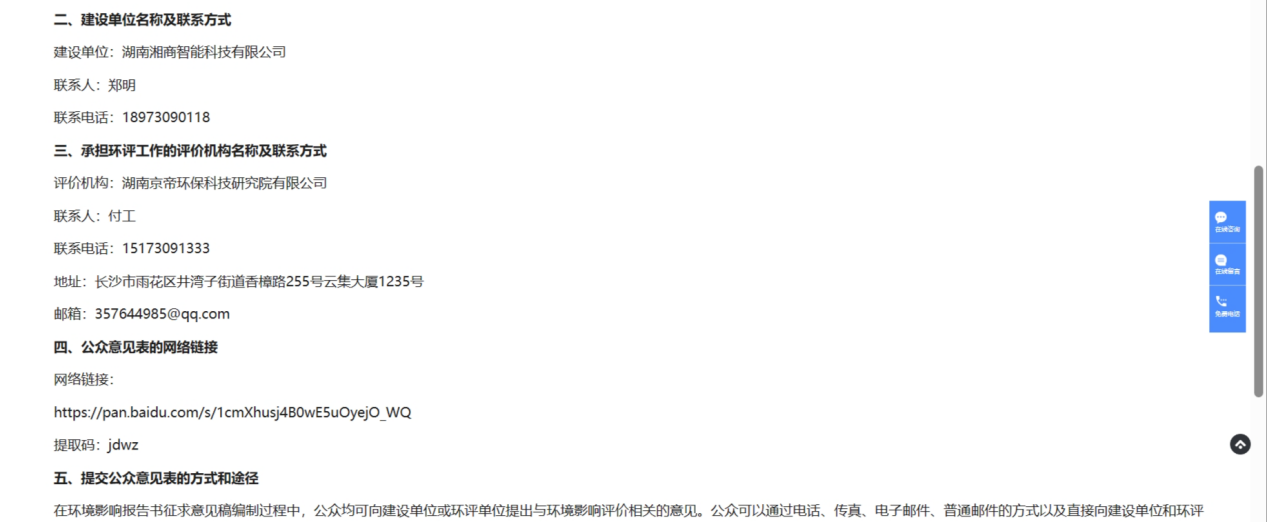 二、建设单位名称及联系方式
建设单位：湖南湘商智能科技有限公司
联系人：郑明
联系电话：18973090118
三、承担环评工作的评价机构名称及联系方式
评价机构：湖南京帝环保科技研究院有限公司
联系人：付工
联系电话：15173091333
地址：长沙市雨花区井湾子街道香樟路255号云集大厦1235号
邮箱：357644985@qq.com
四、公众意见表的网络链接
网络链接：
https://pan.baidu.com/s/1cmXhusj4B0wE5uOyejO_WQ
提取码：jdwz
五、提交公众意见表的方式和途径
在环境影响报告书征求意见稿编制过程中，公众均可向建设单位或环评单位提出与环境影响评价相关的意见。公众可以通过电话、传真、电子邮件、普通邮件的方式以及直接向建设单位和环评
在线咨询
在线留言
免费电话